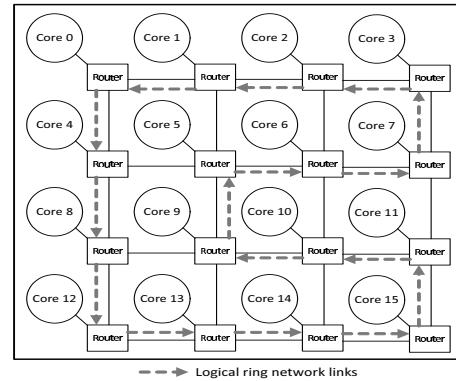 Core 0 Core 1 Core 2 Core 3
Router Router Router Router
Core 4 Core 5 Core 6 Core 7
Router Router Router Router
Core 8 Core 9 Core 10 Core 11
Router Router Router Router
Core 12 Core 13 Core 14 Core 15
Router Router Router Router
Logical ring network links